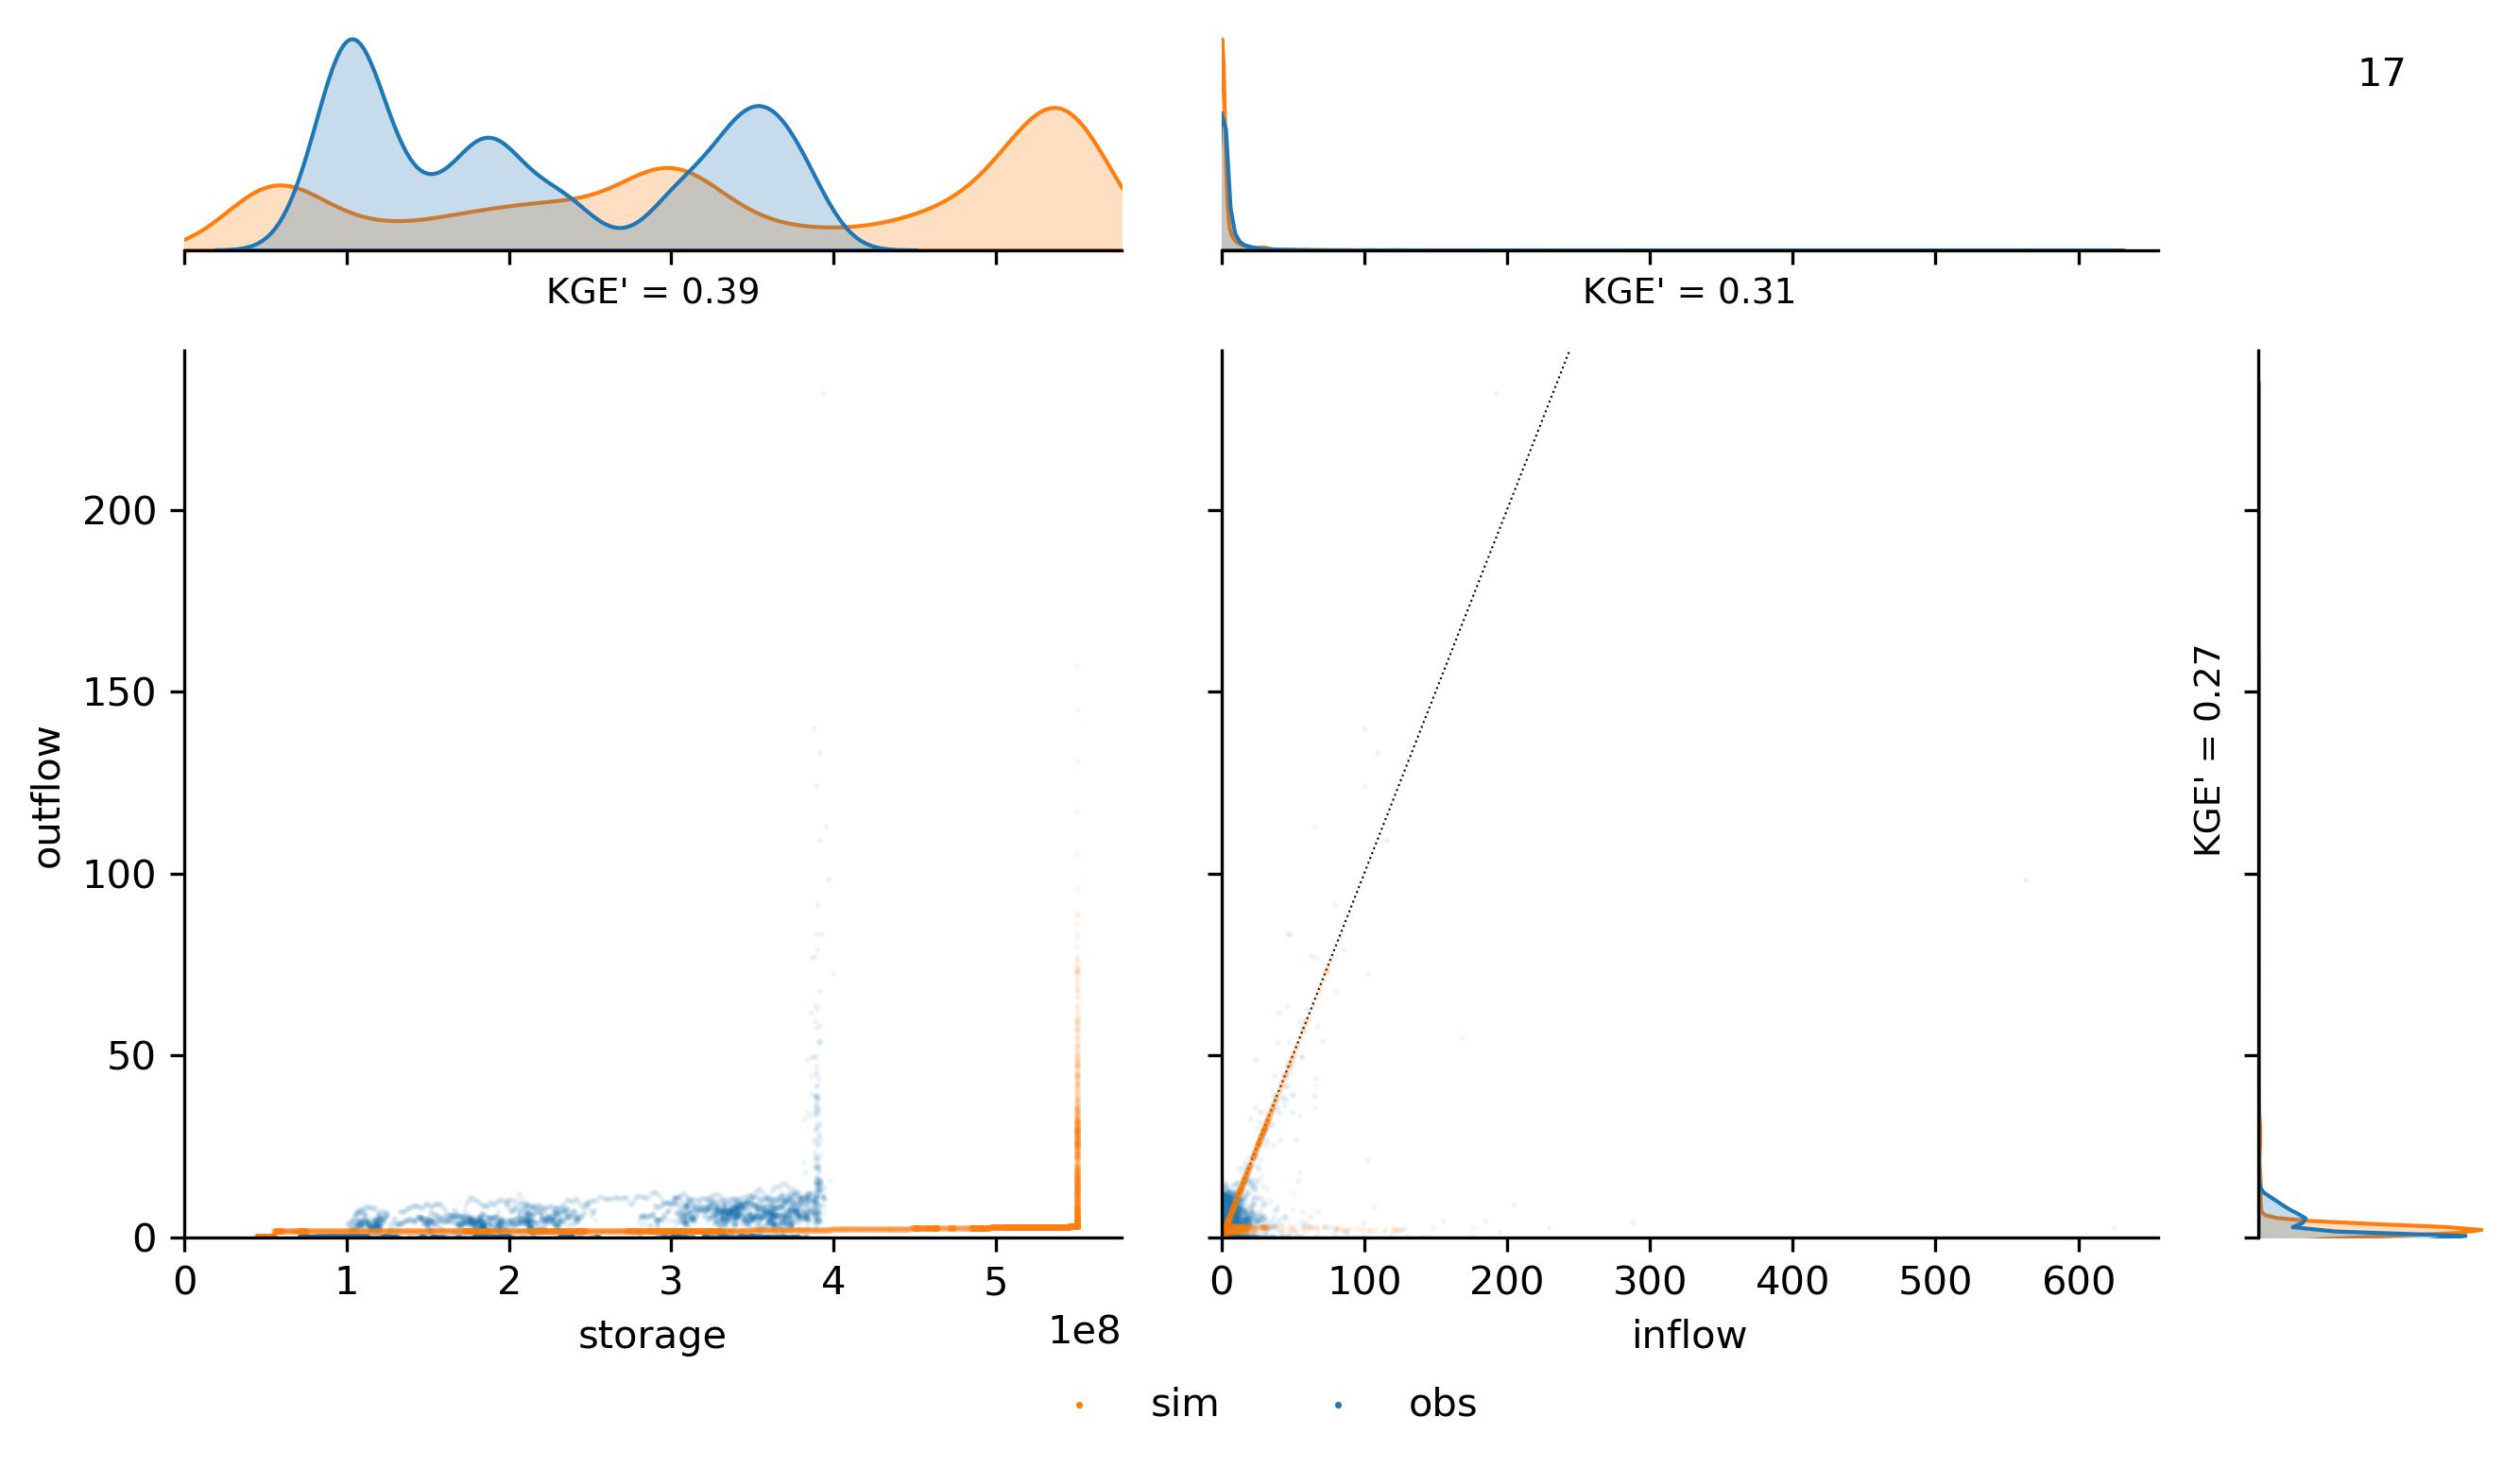 17
KGE' = 0.39
KGE' = 0.31
outflow
200
150
100
50
0
KGE' = 0.27
0 1 2 3 4 5
1e8
storage
0 100 200 300 400 500 600
inflow
sim obs